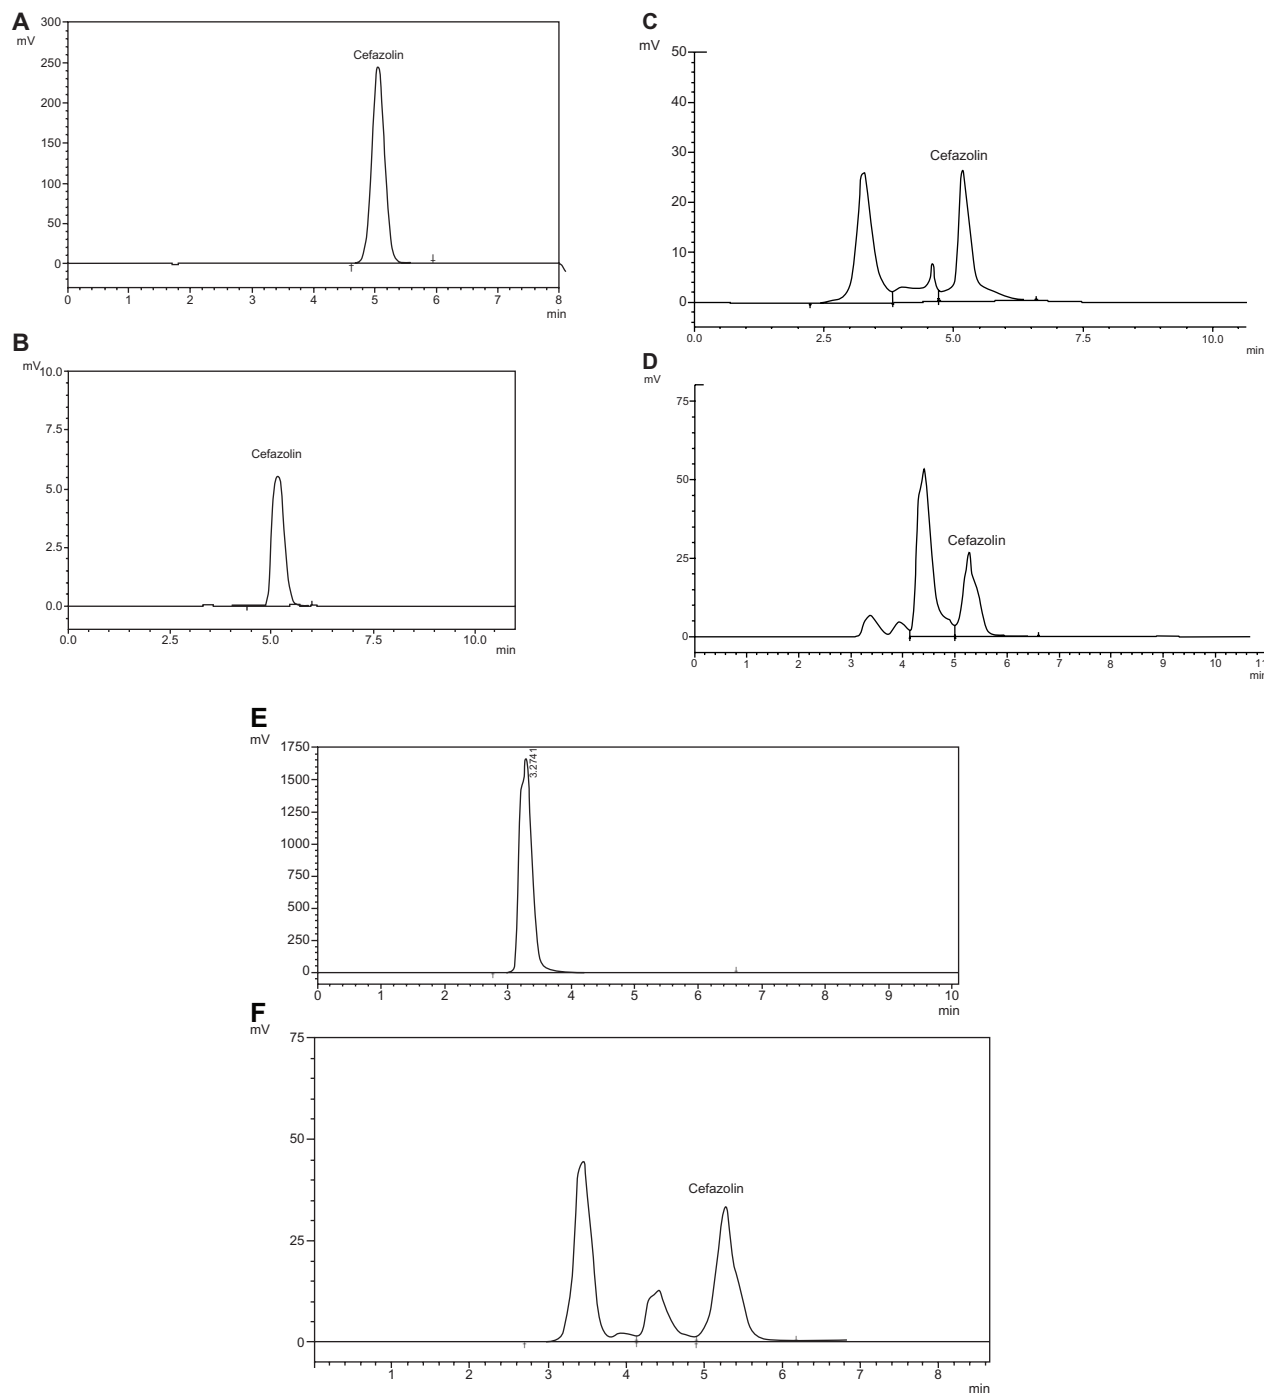 A
mV
300
250
200
150
100
50
0
Cefazolin
0 1 2 3 4 5 6 7 8
min
B
mV
10.0
7.5
5.0
2.5
0.0
Cefazolin
0.0 2.5 5.0 7.5 10.0
min
C
mV
50
40
30
20
10
0
Cefazolin
0.0 2.5 5.0 7.5 10.0
min
D
mV
75
50
25
0
Cefazolin
0 1 2 3 4 5 6 7 8 9 10 11
min
E
mV
1750
1500
1250
1000
750
500
250
0
3.2741
0 1 2 3 4 5 6 7 8 9 10
min
F
mV
75
50
25
0
Cefazolin
1 2 3 4 5 6 7 8
min